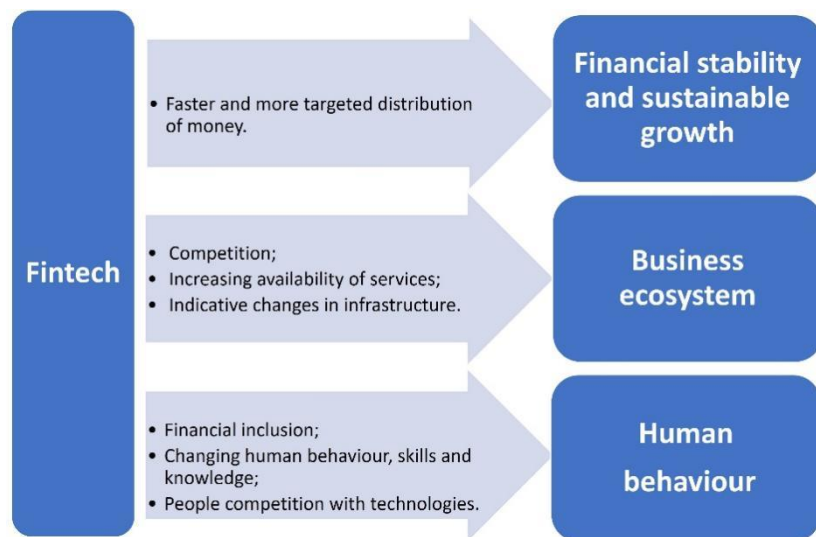 Fintech
• Faster and more targeted distribution
of money.
Financial stability
and sustainable
growth
• Competition;
• Increasing availability of services;
• Indicative changes in infrastructure.
Business
ecosystem
• Financial inclusion;
• Changing human behaviour, skills and
knowledge;
• People competition with technologies.
Human
behaviour